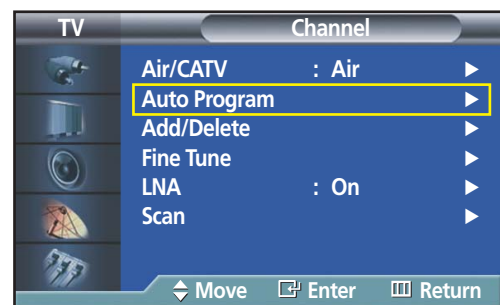 TV Channel
Air/CATV : Air
Auto Program
Add/Delete
Fine Tune
LNA : On
Scan
Move Enter Return